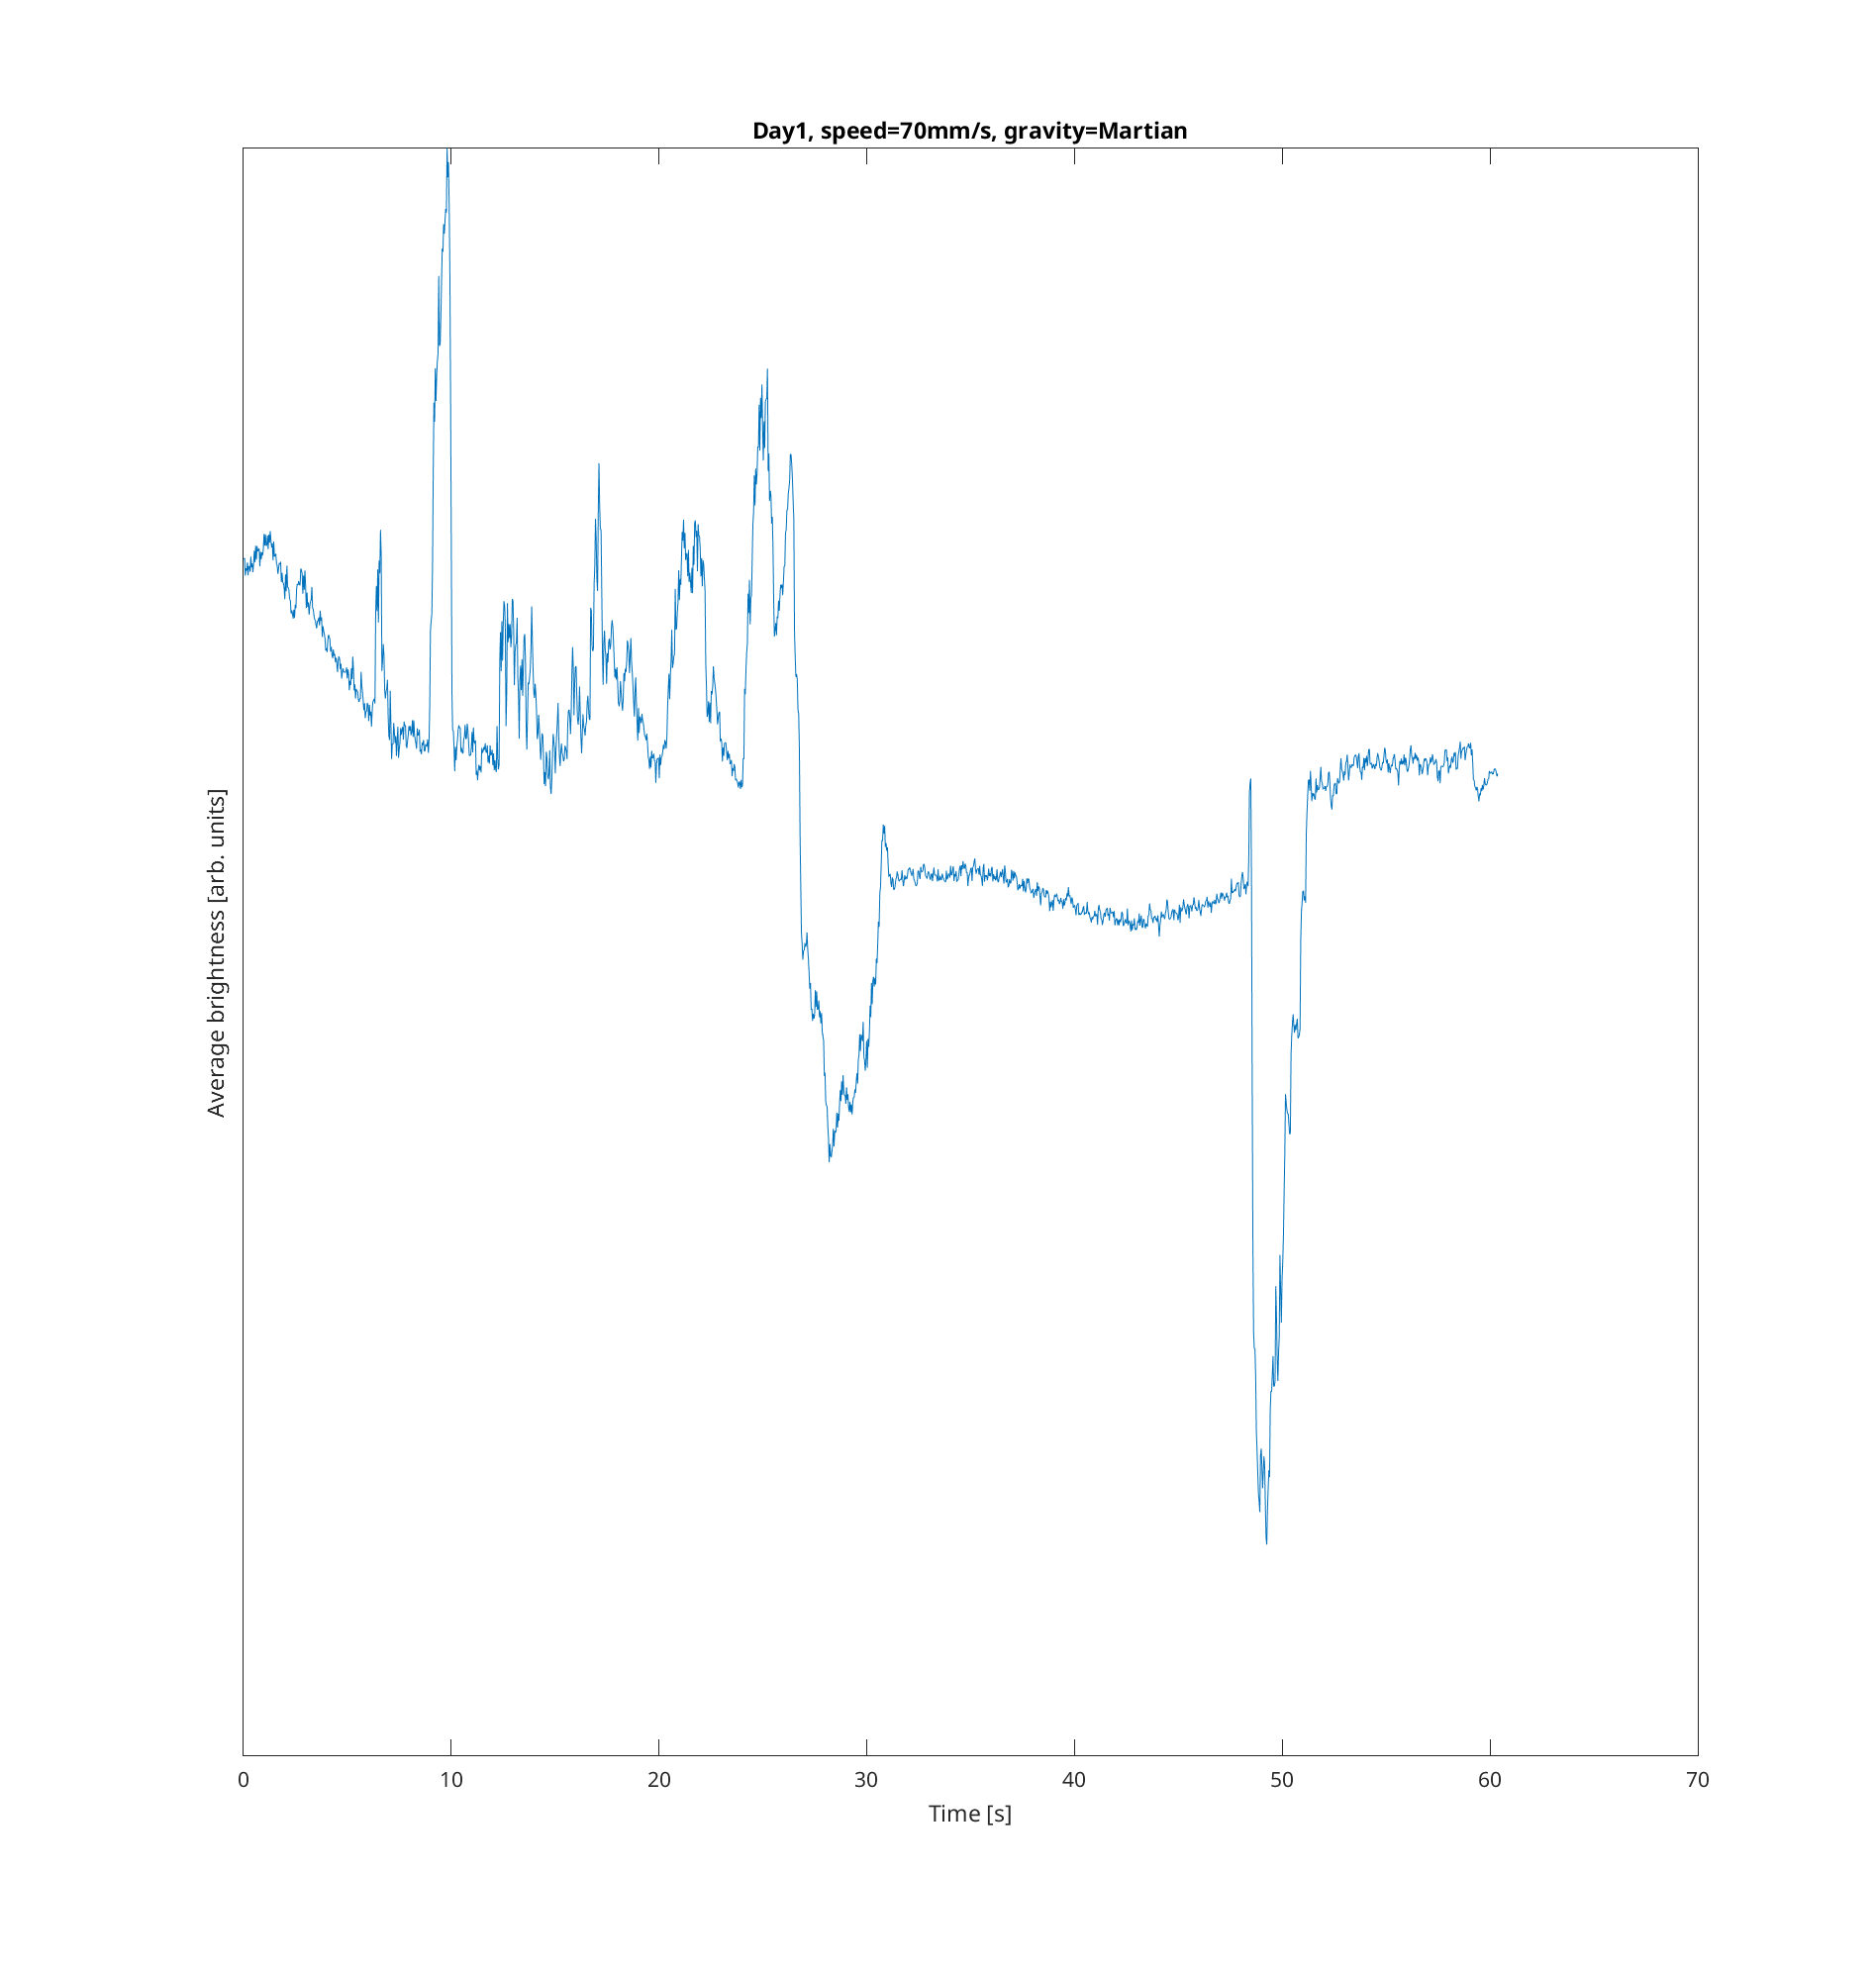 Day1, speed=70mm/s, gravity=Martian
Average brightness [arb. units]
0 10 20 30 40 50 60 70
Time [s]